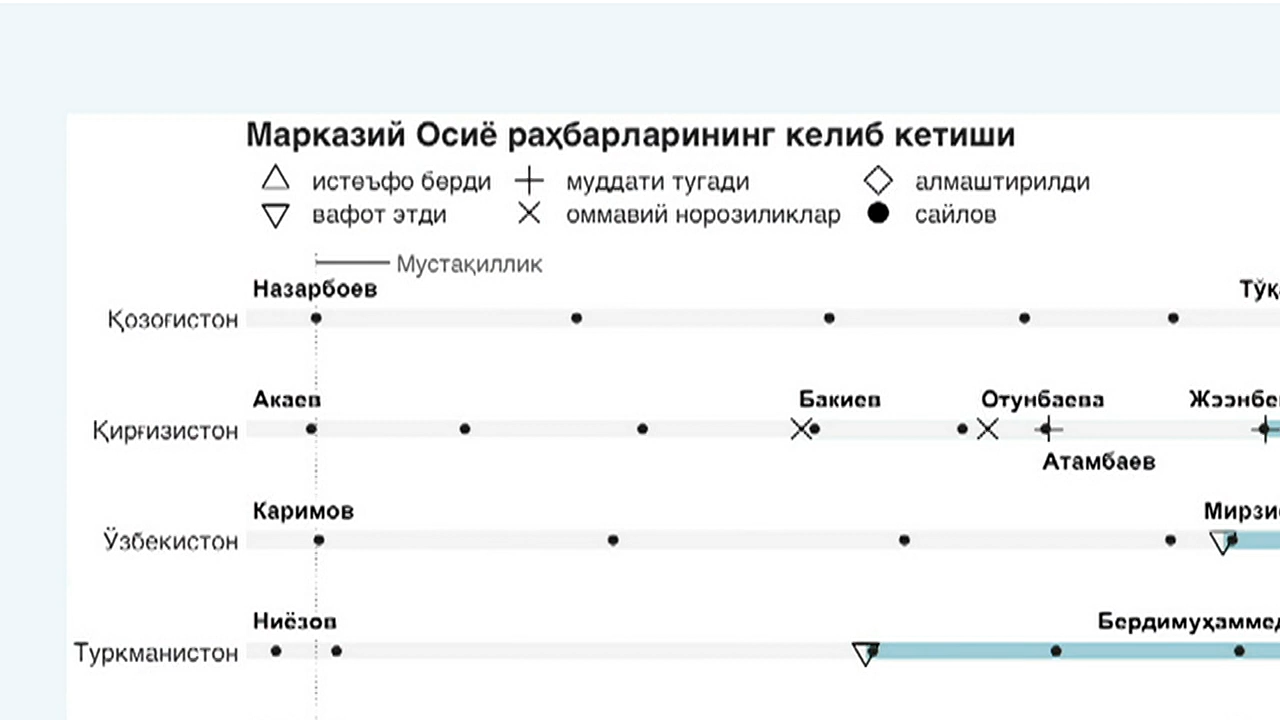 Марказий Осиё раҳбарларининг келиб кетиши
истеъфо берди муддати тугади алмаштирилди
вафот этди оммавий норозиликлар сайлов
Мустақиллик
Назарбоев
Қозоғистон
Акаев Бакиев Отунбаева
Қирғизистон
Атамбаев
Каримов
Ўзбекистон
Ниёзов
Туркманистон